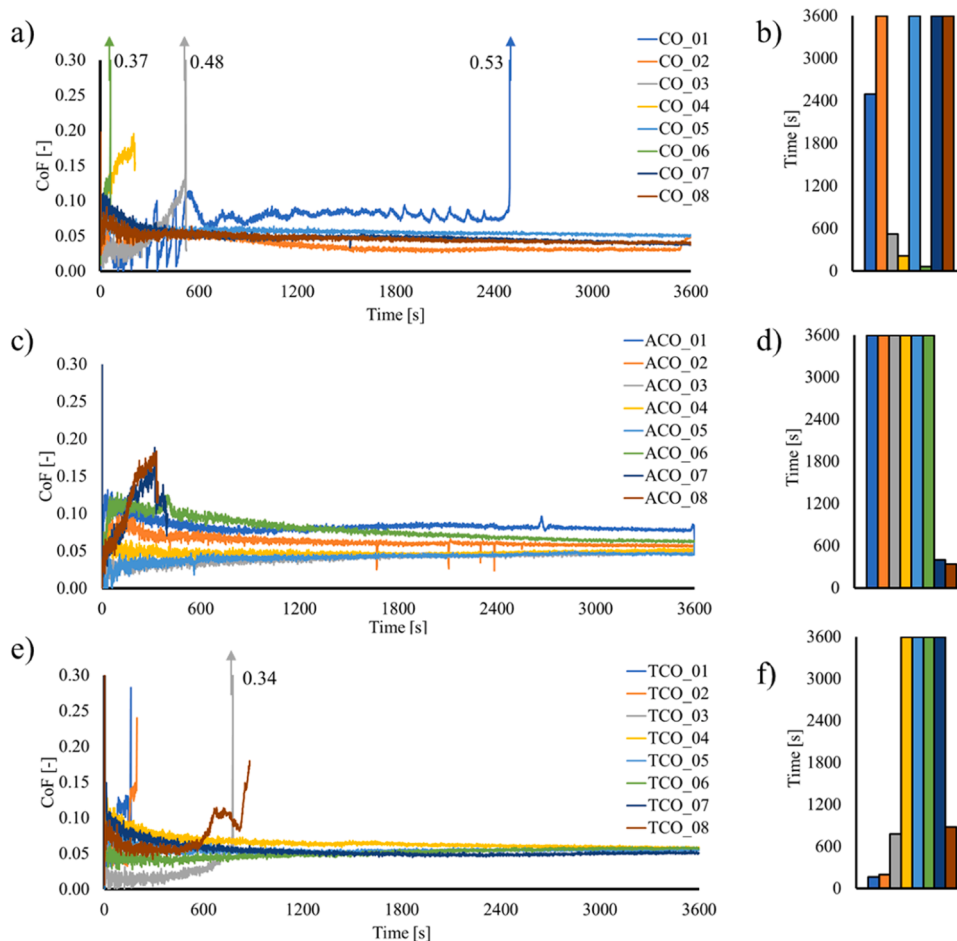 a)
0.37
0.48
0.53
CoF [-]
0.30
0.25
0.20
0.15
0.10
0.05
0.00
0
600
1200
1800
2400
3000
3600
Time [s]
CO_01
CO_02
CO_03
CO_04
CO_05
CO_06
CO_07
CO_08
b)
Time [s]
3600
3000
2400
1800
1200
600
0
c)
CoF [-]
0.30
0.25
0.20
0.15
0.10
0.05
0.00
0
600
1200
1800
2400
3000
3600
Time [s]
ACO_01
ACO_02
ACO_03
ACO_04
ACO_05
ACO_06
ACO_07
ACO_08
d)
Time [s]
3600
3000
2400
1800
1200
600
0
e)
0.34
CoF [-]
0.30
0.25
0.20
0.15
0.10
0.05
0.00
0
600
1200
1800
2400
3000
3600
Time [s]
TCO_01
TCO_02
TCO_03
TCO_04
TCO_05
TCO_06
TCO_07
TCO_08
f)
Time [s]
3600
3000
2400
1800
1200
600
0